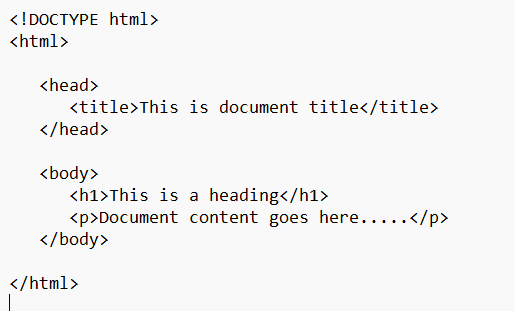 <!DOCTYPE html>
<html>
<head>
<title>This is document title</title>
</head>
<body>
<h1>This is a heading</h1>
<p>Document content goes here.....</p>
</body>
</html>